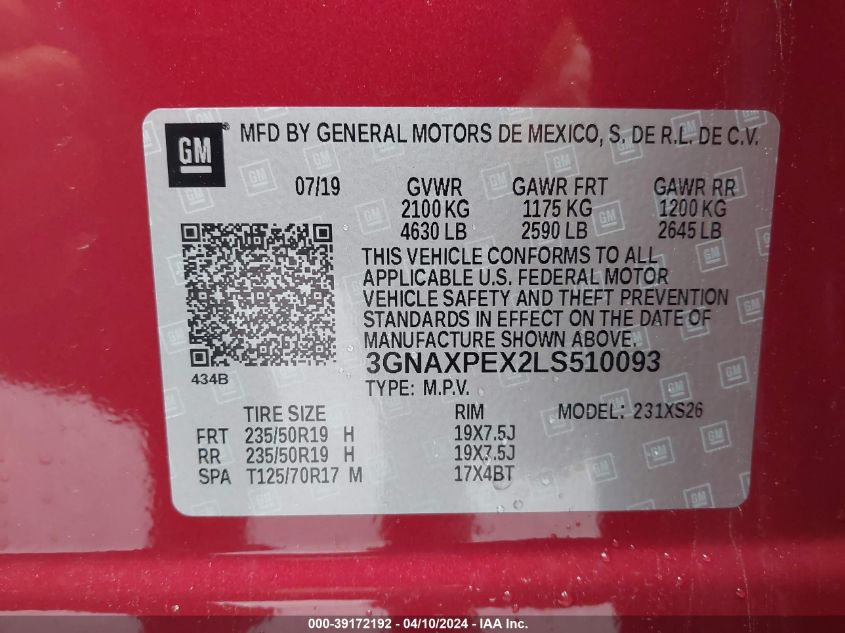 GM
MFD BY GENERAL MOTORS DE MEXICO, S. DE R.L. DE C.V.
07/19 GVWR GAWR FRT GAWR RR
2100 KG 1175 KG 1200 KG
4630 LB 2590 LB 2645 LB
THIS VEHICLE CONFORMS TO ALL
APPLICABLE U.S. FEDERAL MOTOR
VEHICLE SAFETY AND THEFT PREVENTION
STANDARDS IN EFFECT ON THE DATE OF
MANUFACTURE SHOWN ABOVE.
3GNAXPEX2LS510093
434B
TYPE: M.P.V.
TIRE SIZE RIM MODEL: 231XS26
FRT 235/50R19 H 19X7.5J
RR 235/50R19 H 19X7.5J
SPA T125/70R17 M 17X4BT
000-39172192 - 04/10/2024 - IAA Inc.